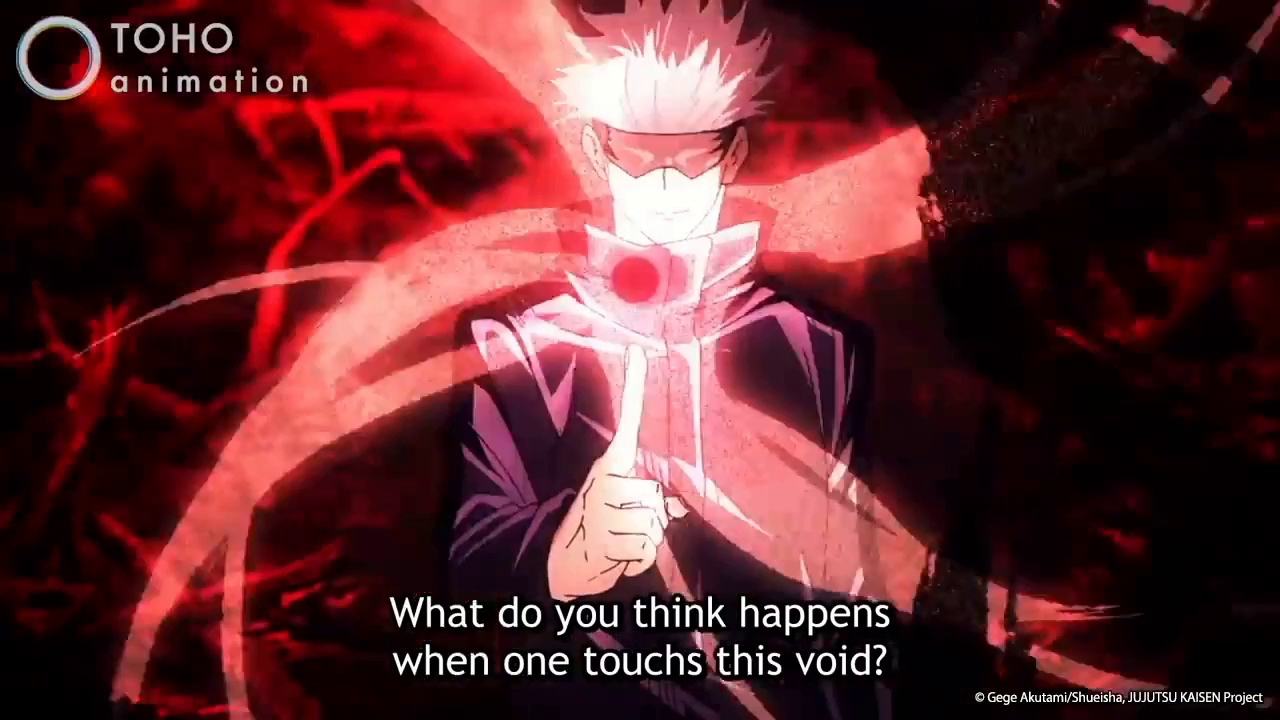 TOHO
animation
What do you think happens
when one touchs this void?
© Gege Akutami/Shueisha, JUJUTSU KAISEN Project